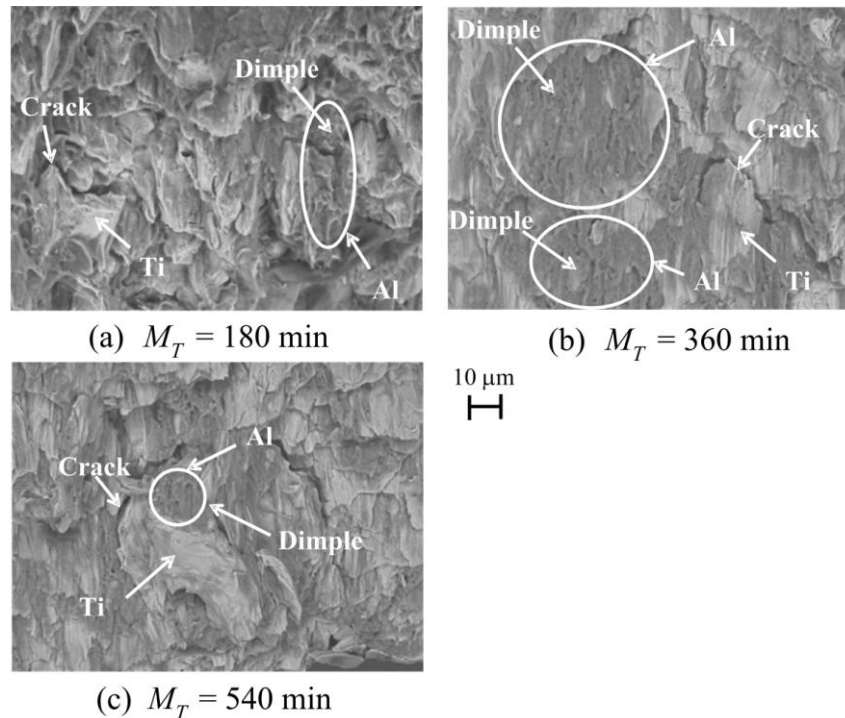 Dimple
Crack
Ti
Al
(a) M_T = 180 min
Dimple
Al
Crack
Dimple
Al
Ti
(b) M_T = 360 min
10 μm
Al
Crack
Dimple
Ti
(c) M_T = 540 min